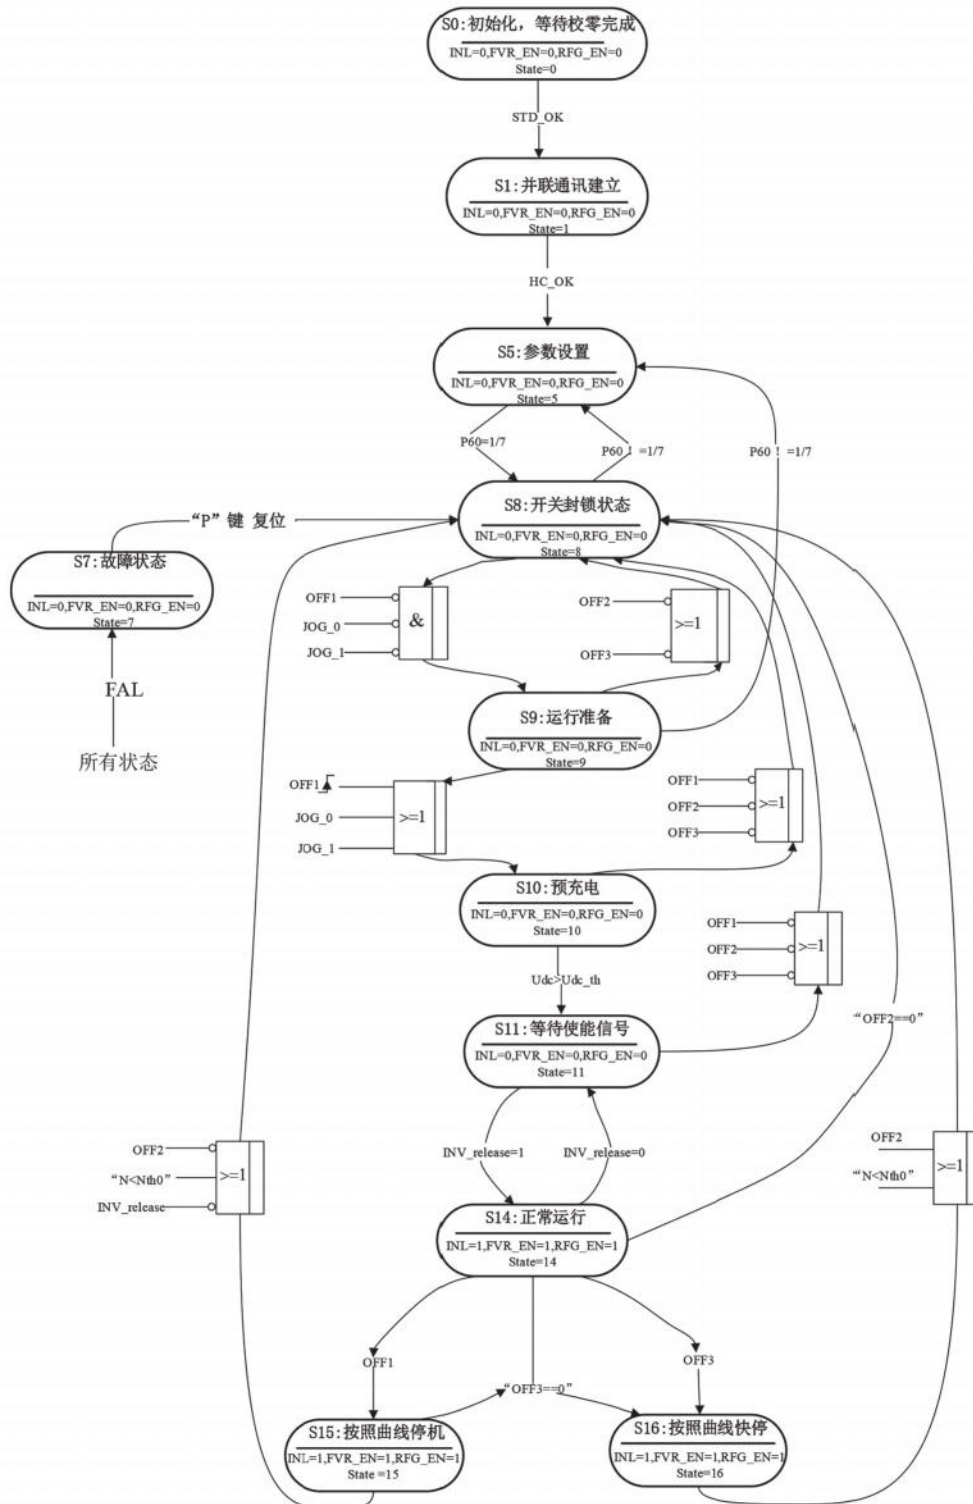 S0:初始化，等待校零完成
INL=0,FVR_EN=0,RFG_EN=0
State=0
STD_OK
S1:并联通讯建立
INL=0,FVR_EN=0,RFG_EN=0
State=1
HC_OK
S5:参数设置
INL=0,FVR_EN=0,RFG_EN=0
State=5
P60=1/7
P60！=1/7
P60！=1/7
S8:开关封锁状态
INL=0,FVR_EN=0,RFG_EN=0
State=8
“P”键 复位
S7:故障状态
INL=0,FVR_EN=0,RFG_EN=0
State=7
FAL
所有状态
OFF1
JOG_0
JOG_1
&
OFF2
OFF3
>=1
S9:运行准备
INL=0,FVR_EN=0,RFG_EN=0
State=9
OFF1
JOG_0
JOG_1
>=1
OFF1
OFF2
OFF3
>=1
S10:预充电
INL=0,FVR_EN=0,RFG_EN=0
State=10
Udc>Udc_th
OFF1
OFF2
OFF3
>=1
S11:等待使能信号
INL=0,FVR_EN=0,RFG_EN=0
State=11
“OFF2==0”
INV_release=1
INV_release=0
OFF2
“N<Nth0”
INV_release
>=1
OFF2
“N<Nth0”
>=1
S14:正常运行
INL=1,FVR_EN=1,RFG_EN=1
State=14
OFF1
OFF3
“OFF3==0”
S15:按照曲线停机
INL=1,FVR_EN=1,RFG_EN=1
State =15
S16:按照曲线快停
INL=1,FVR_EN=1,RFG_EN=1
State=16